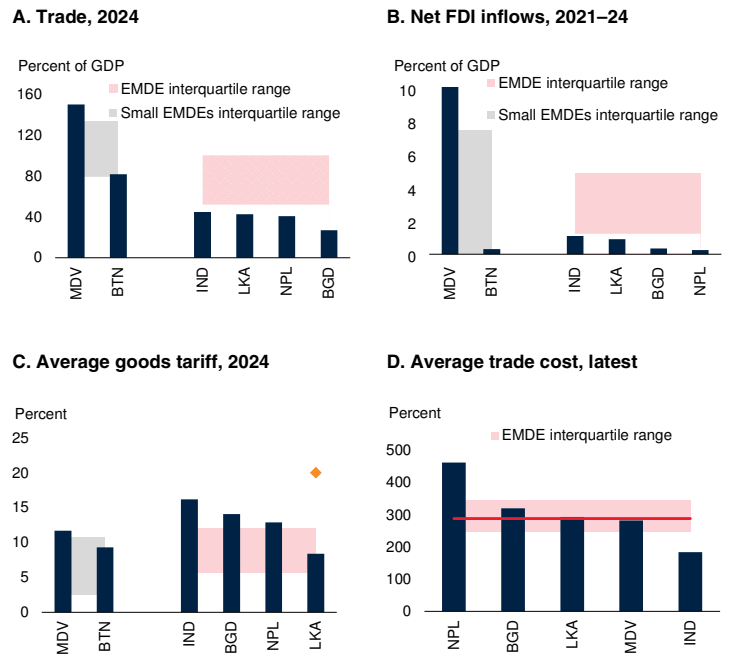 A. Trade, 2024
Percent of GDP
EMDE interquartile range
Small EMDEs interquartile range
160
120
80
40
0
MDV
BTN
IND
LKA
NPL
BGD
B. Net FDI inflows, 2021–24
Percent of GDP
EMDE interquartile range
Small EMDEs interquartile range
10
8
6
4
2
0
MDV
BTN
IND
LKA
BGD
NPL
C. Average goods tariff, 2024
Percent
25
20
15
10
5
0
MDV
BTN
IND
BGD
NPL
LKA
D. Average trade cost, latest
Percent
EMDE interquartile range
500
400
300
200
100
0
NPL
BGD
LKA
MDV
IND